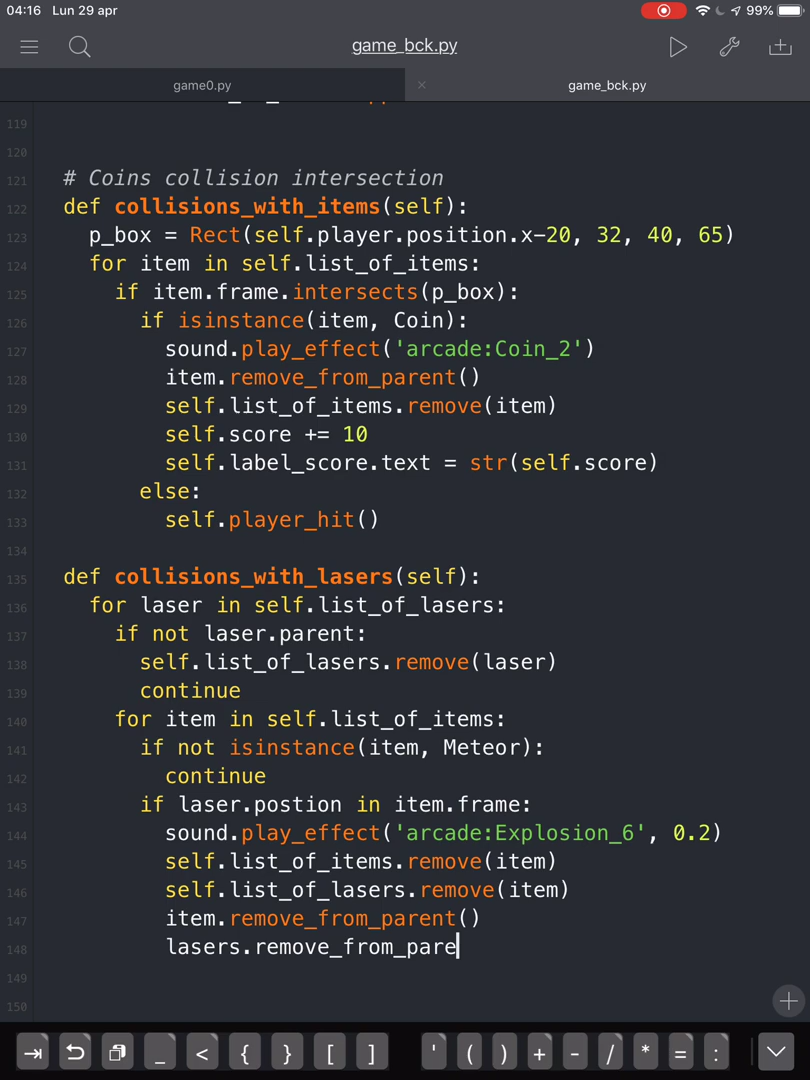 04:16 Lun 29 apr 99%
game_bck.py
game0.py
× game_bck.py
119
120
121 # Coins collision intersection
122 def collisions_with_items(self):
123 p_box = Rect(self.player.position.x-20, 32, 40, 65)
124 for item in self.list_of_items:
125 if item.frame.intersects(p_box):
126 if isinstance(item, Coin):
127 sound.play_effect('arcade:Coin_2')
128 item.remove_from_parent()
129 self.list_of_items.remove(item)
130 self.score += 10
131 self.label_score.text = str(self.score)
132 else:
133 self.player_hit()
134
135 def collisions_with_lasers(self):
136 for laser in self.list_of_lasers:
137 if not laser.parent:
138 self.list_of_lasers.remove(laser)
139 continue
140 for item in self.list_of_items:
141 if not isinstance(item, Meteor):
142 continue
143 if laser.postion in item.frame:
144 sound.play_effect('arcade:Explosion_6', 0.2)
145 self.list_of_items.remove(item)
146 self.list_of_lasers.remove(item)
147 item.remove_from_parent()
148 lasers.remove_from_pare
149
150
_ < { } [ ] ' ( ) + - / * = :